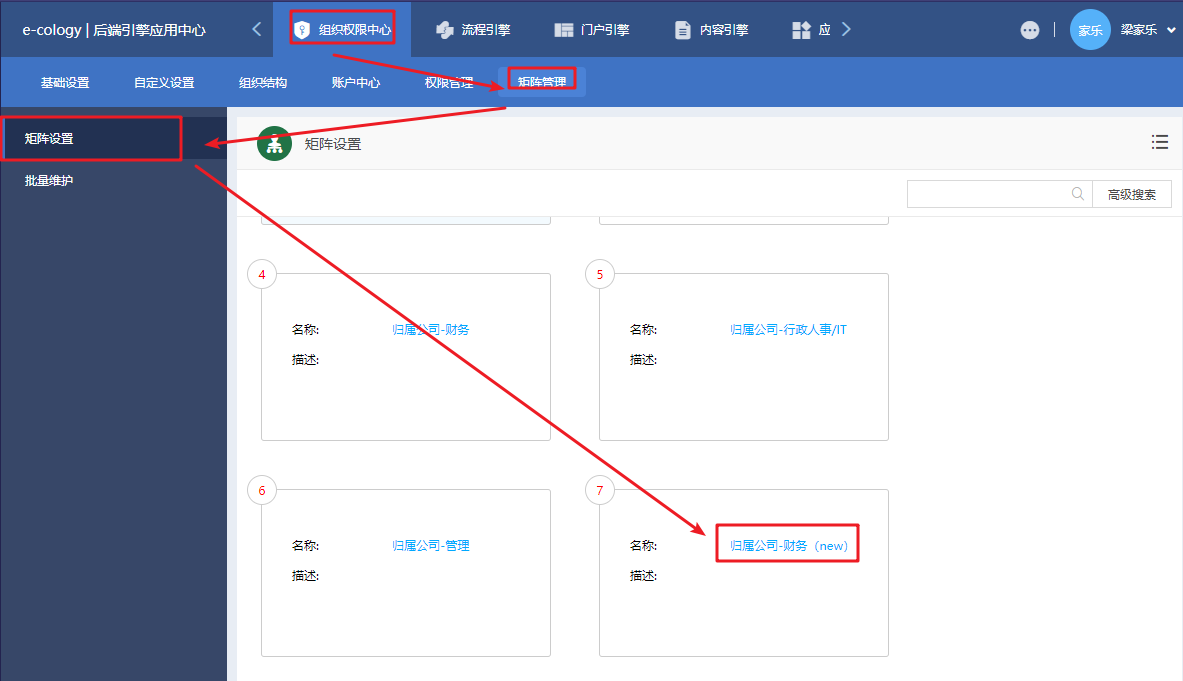 e-cology | 后端引擎应用中心 组织权限中心 流程引擎 门户引擎 内容引擎 应 家乐 梁家乐
基础设置 自定义设置 组织结构 账户中心 权限管理 矩阵管理
矩阵设置
批量维护
矩阵设置
高级搜索
4
名称: 归属公司-财务
描述:
5
名称: 归属公司-行政人事/IT
描述:
6
名称: 归属公司-管理
描述:
7
名称: 归属公司-财务（new）
描述: